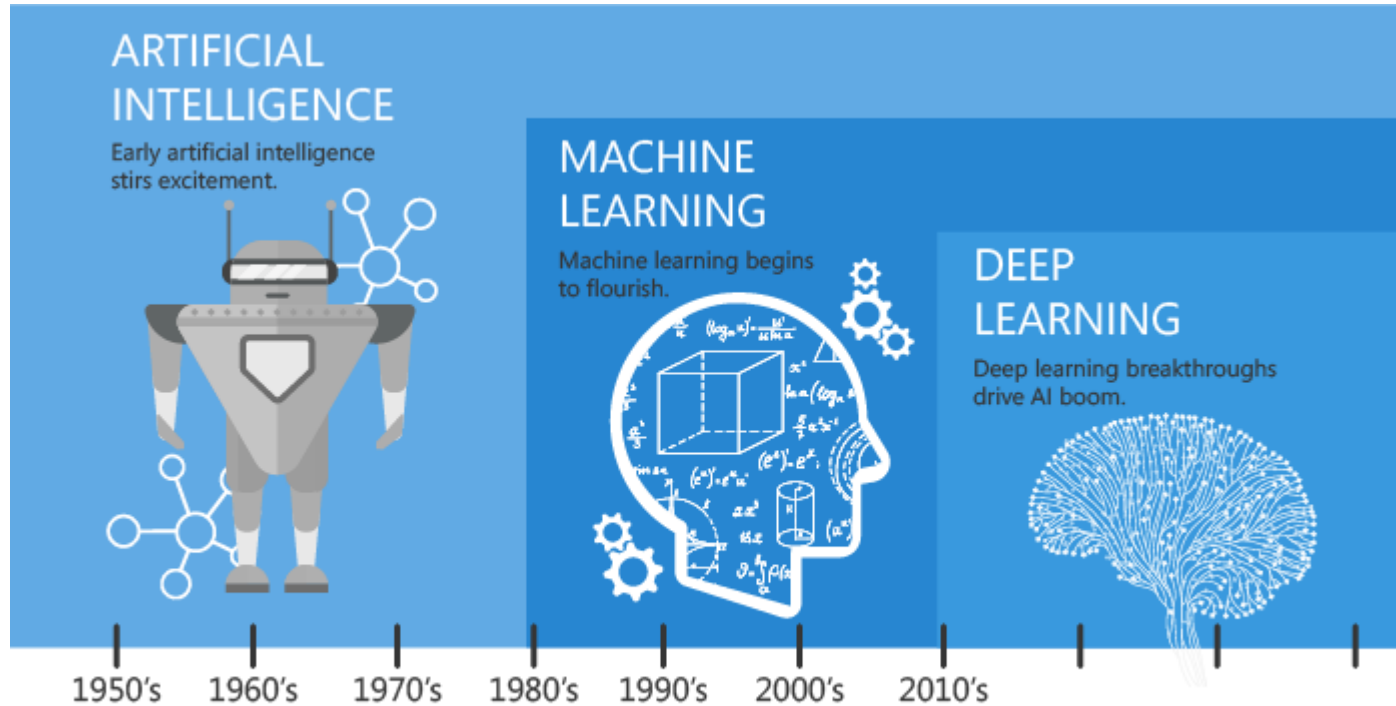 ARTIFICIAL
INTELLIGENCE
Early artificial intelligence
stirs excitement.
MACHINE
LEARNING
Machine learning begins
to flourish.
DEEP
LEARNING
Deep learning breakthroughs
drive AI boom.
1950's 1960's 1970's 1980's 1990's 2000's 2010's